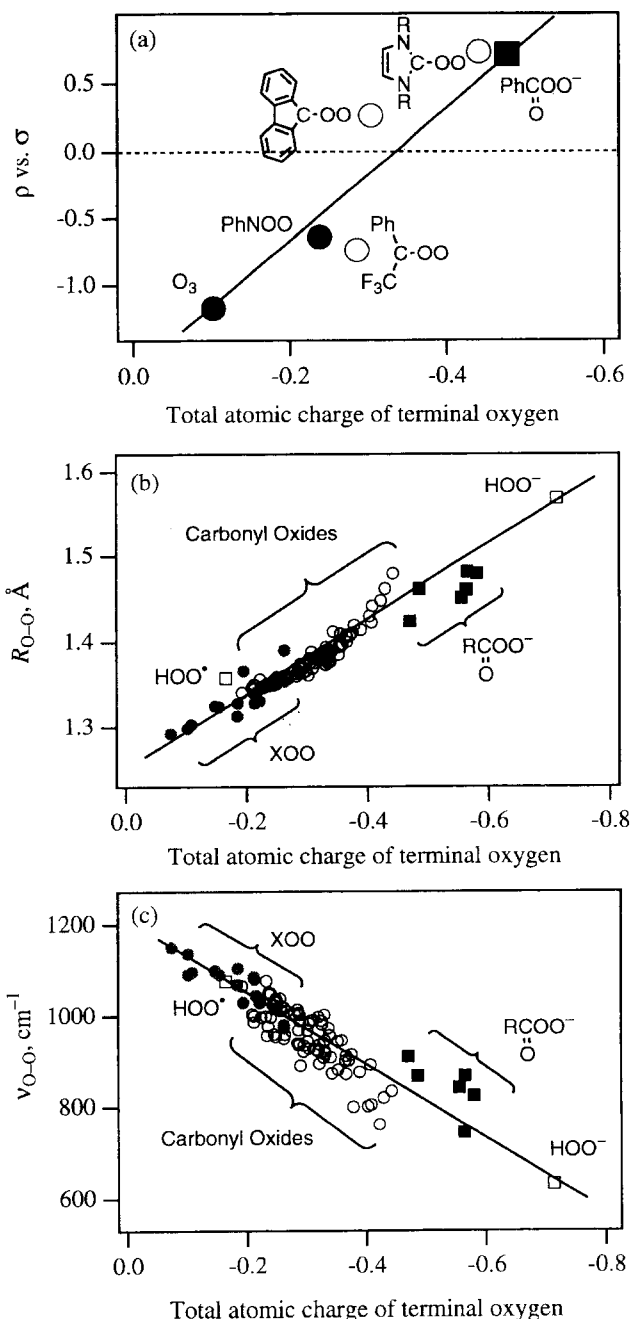 (a)
ρ vs. σ
0.5
0.0
-0.5
-1.0
C-OO
R
N
C-OO
N
R
PhCOO⁻
O
PhNOO
Ph
C-OO
F₃C
O₃
0.0 -0.2 -0.4 -0.6
Total atomic charge of terminal oxygen
(b)
R_O–O, Å
1.6
1.5
1.4
1.3
HOO⁻
Carbonyl Oxides
HOO•
RCOO⁻
O
XOO
0.0 -0.2 -0.4 -0.6 -0.8
Total atomic charge of terminal oxygen
(c)
ν_O–O, cm⁻¹
1200
1000
800
600
XOO
HOO•
RCOO⁻
O
Carbonyl Oxides
HOO⁻
0.0 -0.2 -0.4 -0.6 -0.8
Total atomic charge of terminal oxygen